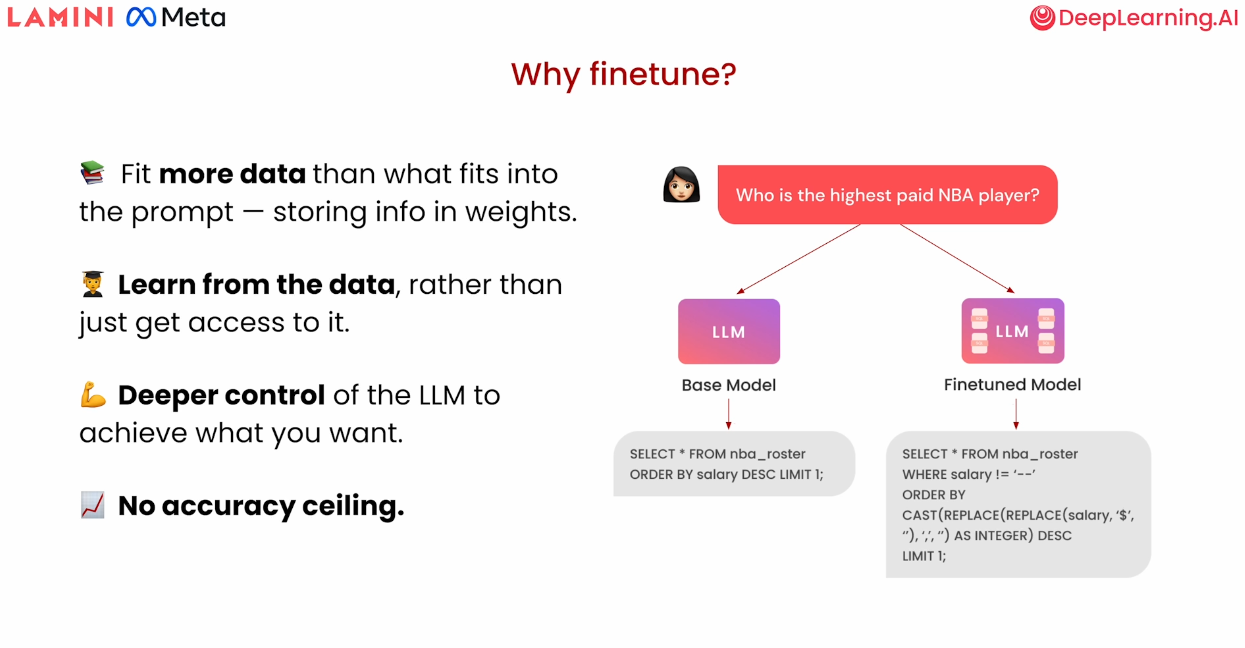 LAMINI Meta
DeepLearning.AI
Why finetune?
Fit more data than what fits into
the prompt — storing info in weights.
Learn from the data, rather than
just get access to it.
Deeper control of the LLM to
achieve what you want.
No accuracy ceiling.
Who is the highest paid NBA player?
LLM
Base Model
SELECT * FROM nba_roster
ORDER BY salary DESC LIMIT 1;
LLM
Finetuned Model
SELECT * FROM nba_roster
WHERE salary != ‘--’
ORDER BY
CAST(REPLACE(REPLACE(salary, ‘$’,
‘’), ‘,’, ‘’) AS INTEGER) DESC
LIMIT 1;